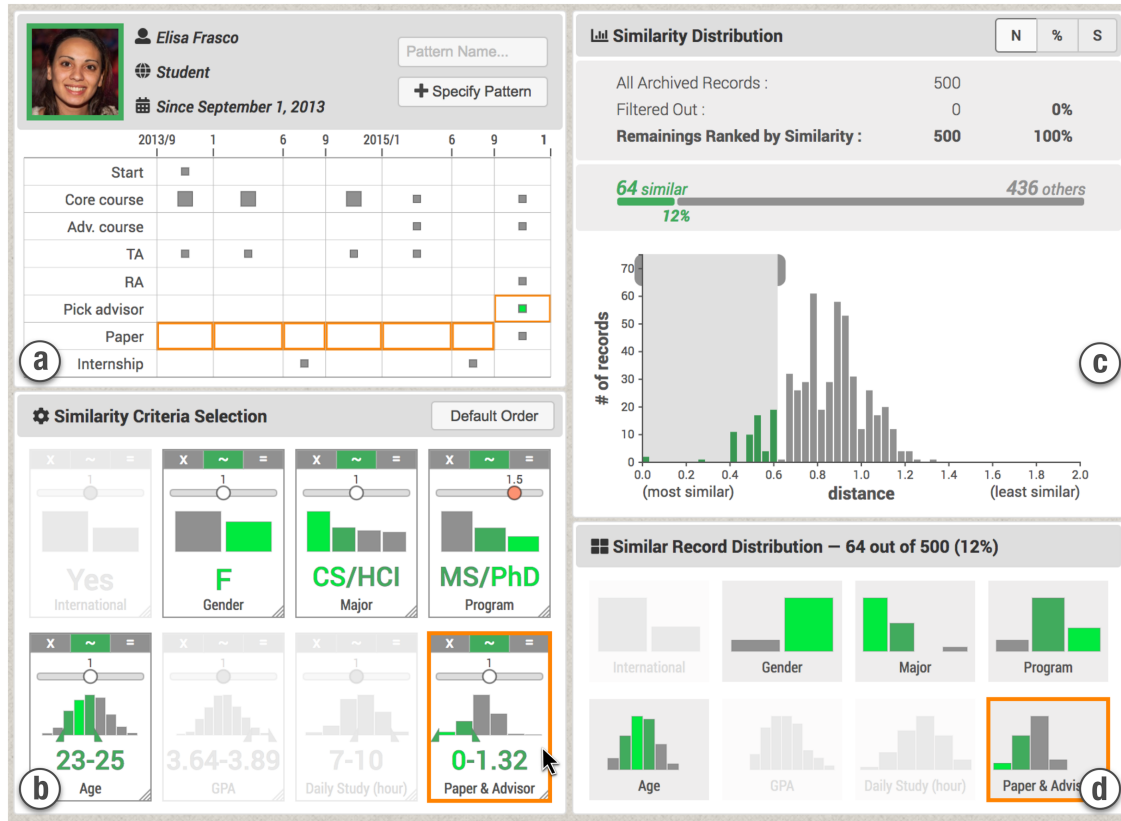 Elisa Frasco
Student
Since September 1, 2013
Pattern Name...
Specify Pattern
2013/9 1 6 9 2015/1 6 9 1
Start
Core course
Adv. course
TA
RA
Pick advisor
Paper
Internship
a
Similarity Criteria Selection
Default Order
x ~ =
1
Yes
International
x ~ =
1
F
Gender
x ~ =
1
CS/HCI
Major
x ~ =
1.5
MS/PhD
Program
x ~ =
1
23-25
Age
x ~ =
1
3.64-3.89
GPA
x ~ =
1
7-10
Daily Study (hour)
x ~ =
1
0-1.32
Paper & Advisor
b
Similarity Distribution
N % S
All Archived Records : 500
Filtered Out : 0 0%
Remainings Ranked by Similarity : 500 100%
64 similar 436 others
12%
# of records
70
60
50
40
30
20
10
0
0.0 0.2 0.4 0.6 0.8 1.0 1.2 1.4 1.6 1.8 2.0
(most similar) distance (least similar)
c
Similar Record Distribution — 64 out of 500 (12%)
International
Gender
Major
Program
Age
GPA
Daily Study (hour)
Paper & Advis
d